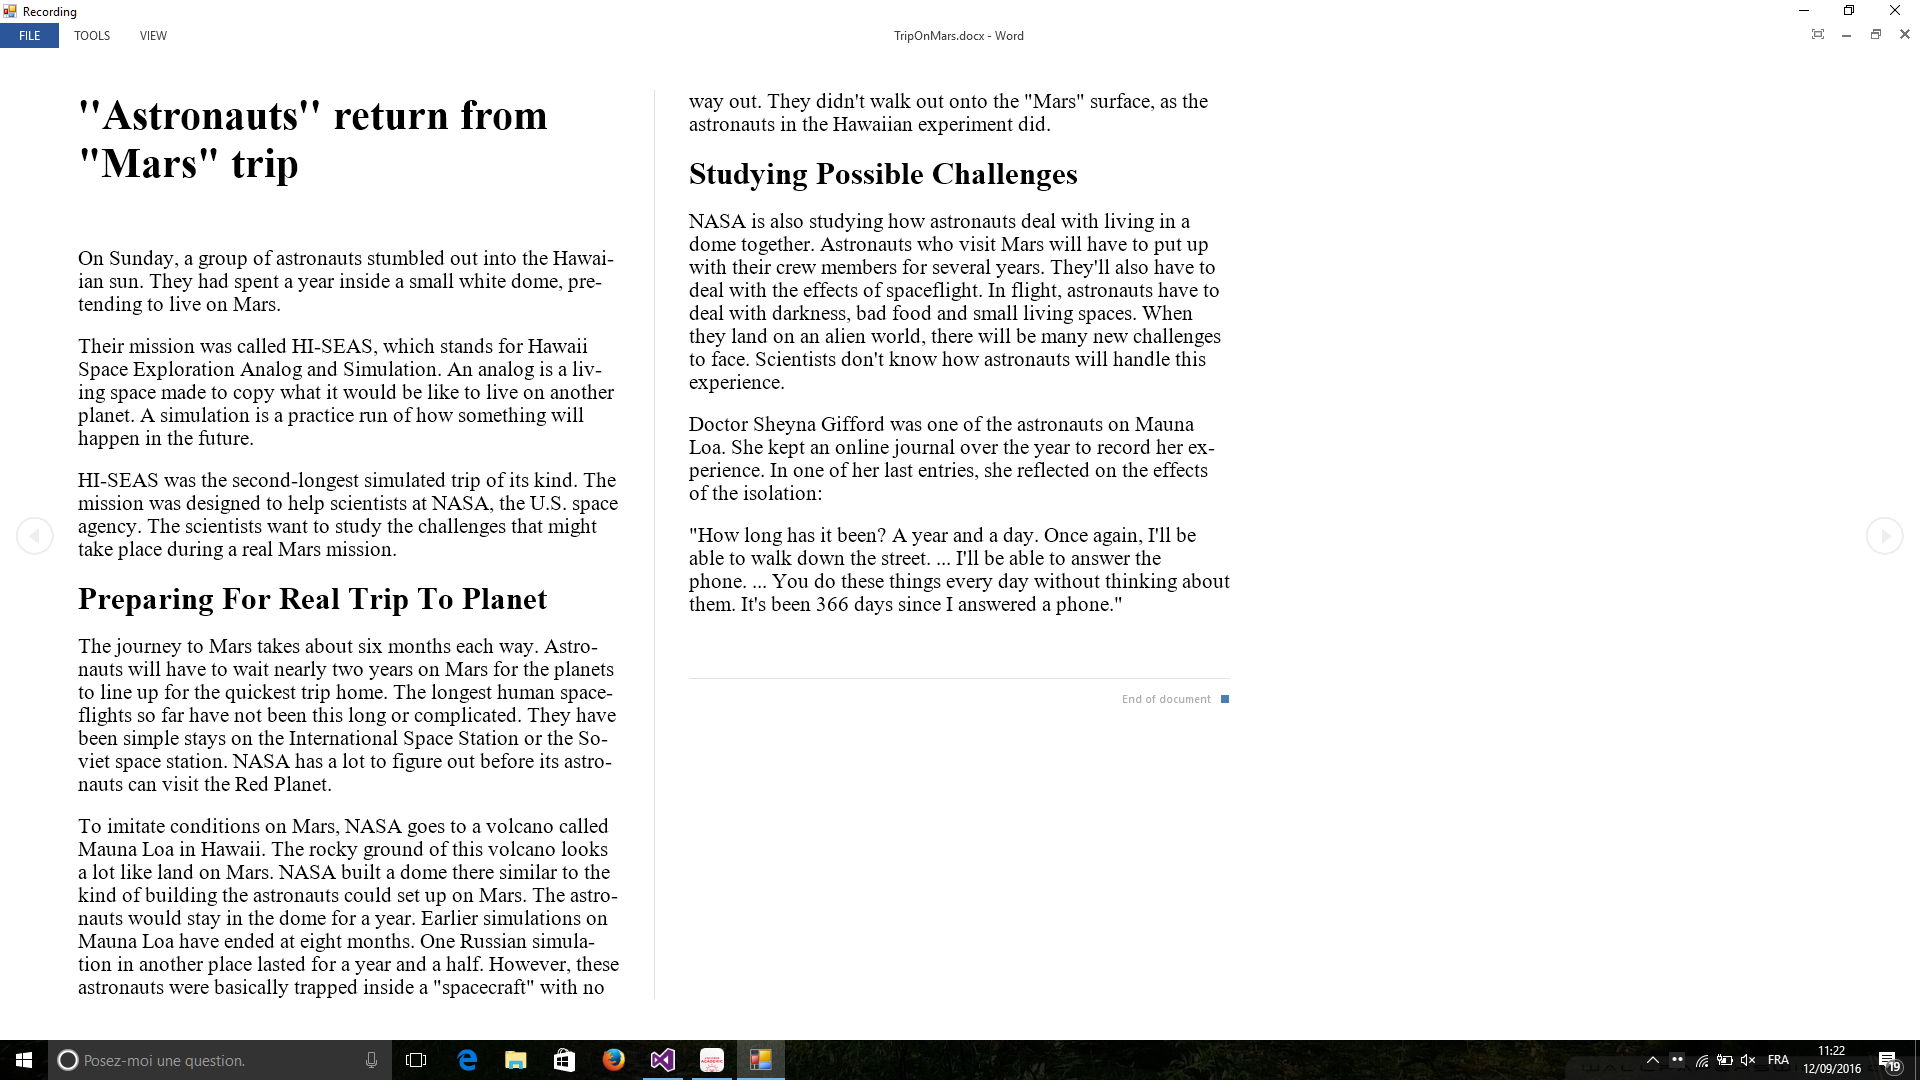 Recording
FILE TOOLS VIEW
TripOnMars.docx - Word
"Astronauts" return from
"Mars" trip
On Sunday, a group of astronauts stumbled out into the Hawai-
ian sun. They had spent a year inside a small white dome, pre-
tending to live on Mars.
Their mission was called HI-SEAS, which stands for Hawaii
Space Exploration Analog and Simulation. An analog is a liv-
ing space made to copy what it would be like to live on another
planet. A simulation is a practice run of how something will
happen in the future.
HI-SEAS was the second-longest simulated trip of its kind. The
mission was designed to help scientists at NASA, the U.S. space
agency. The scientists want to study the challenges that might
take place during a real Mars mission.
Preparing For Real Trip To Planet
The journey to Mars takes about six months each way. Astro-
nauts will have to wait nearly two years on Mars for the planets
to line up for the quickest trip home. The longest human space-
flights so far have not been this long or complicated. They have
been simple stays on the International Space Station or the So-
viet space station. NASA has a lot to figure out before its astro-
nauts can visit the Red Planet.
To imitate conditions on Mars, NASA goes to a volcano called
Mauna Loa in Hawaii. The rocky ground of this volcano looks
a lot like land on Mars. NASA built a dome there similar to the
kind of building the astronauts could set up on Mars. The astro-
nauts would stay in the dome for a year. Earlier simulations on
Mauna Loa have ended at eight months. One Russian simula-
tion in another place lasted for a year and a half. However, these
astronauts were basically trapped inside a "spacecraft" with no
way out. They didn't walk out onto the "Mars" surface, as the
astronauts in the Hawaiian experiment did.
Studying Possible Challenges
NASA is also studying how astronauts deal with living in a
dome together. Astronauts who visit Mars will have to put up
with their crew members for several years. They'll also have to
deal with the effects of spaceflight. In flight, astronauts have to
deal with darkness, bad food and small living spaces. When
they land on an alien world, there will be many new challenges
to face. Scientists don't know how astronauts will handle this
experience.
Doctor Sheyna Gifford was one of the astronauts on Mauna
Loa. She kept an online journal over the year to record her ex-
perience. In one of her last entries, she reflected on the effects
of the isolation:
"How long has it been? A year and a day. Once again, I'll be
able to walk down the street. ... I'll be able to answer the
phone. ... You do these things every day without thinking about
them. It's been 366 days since I answered a phone."
End of document
Posez-moi une question.
FRA
11:22
12/09/2016
19